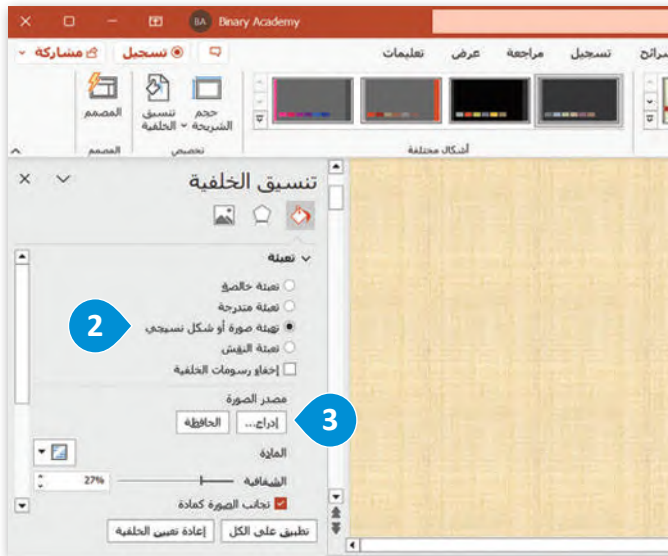 BA Binary Academy
تسجيل مشاركة
سرائح تسجيل مراجعة عرض تعليمات
حجم الشريحة تنسيق الخلفية المصمم
أشكال مختلفة تخصيص المصمم
تنسيق الخلفية
تعبئة
تعبئة خالصة
تعبئة متدرجة
2
تعبئة صورة أو شكل نسيجي
تعبئة النقش
إخفاء رسومات الخلفية
مصدر الصورة
إدراج... الحافظة
3
المادة
الشفافية 27%
تجانب الصورة كمادة
تطبيق على الكل إعادة تعيين الخلفية